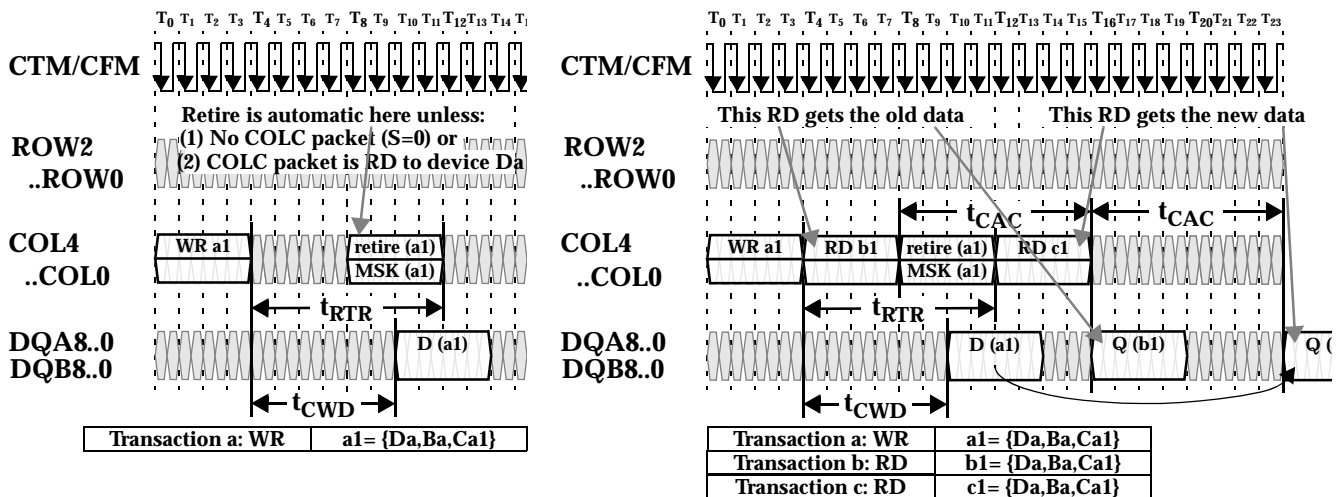 T0 T1 T2 T3 T4 T5 T6 T7 T8 T9 T10 T11 T12 T13 T14 T1
CTM/CFM
Retire is automatic here unless:
(1) No COLC packet (S=0) or
(2) COLC packet is RD to device Da
ROW2
..ROW0
COL4
..COL0
WR a1
retire (a1)
MSK (a1)
tRTR
DQA8..0
DQB8..0
D (a1)
tCWD
Transaction a: WR a1= {Da,Ba,Ca1}
T0 T1 T2 T3 T4 T5 T6 T7 T8 T9 T10 T11 T12 T13 T14 T15 T16 T17 T18 T19 T20 T21 T22 T23
CTM/CFM
This RD gets the old data
This RD gets the new data
ROW2
..ROW0
tCAC
tCAC
COL4
..COL0
WR a1
RD b1
retire (a1)
MSK (a1)
RD c1
tRTR
DQA8..0
DQB8..0
D (a1)
Q (b1)
Q (
tCWD
Transaction a: WR a1= {Da,Ba,Ca1}
Transaction b: RD b1= {Da,Ba,Ca1}
Transaction c: RD c1= {Da,Ba,Ca1}